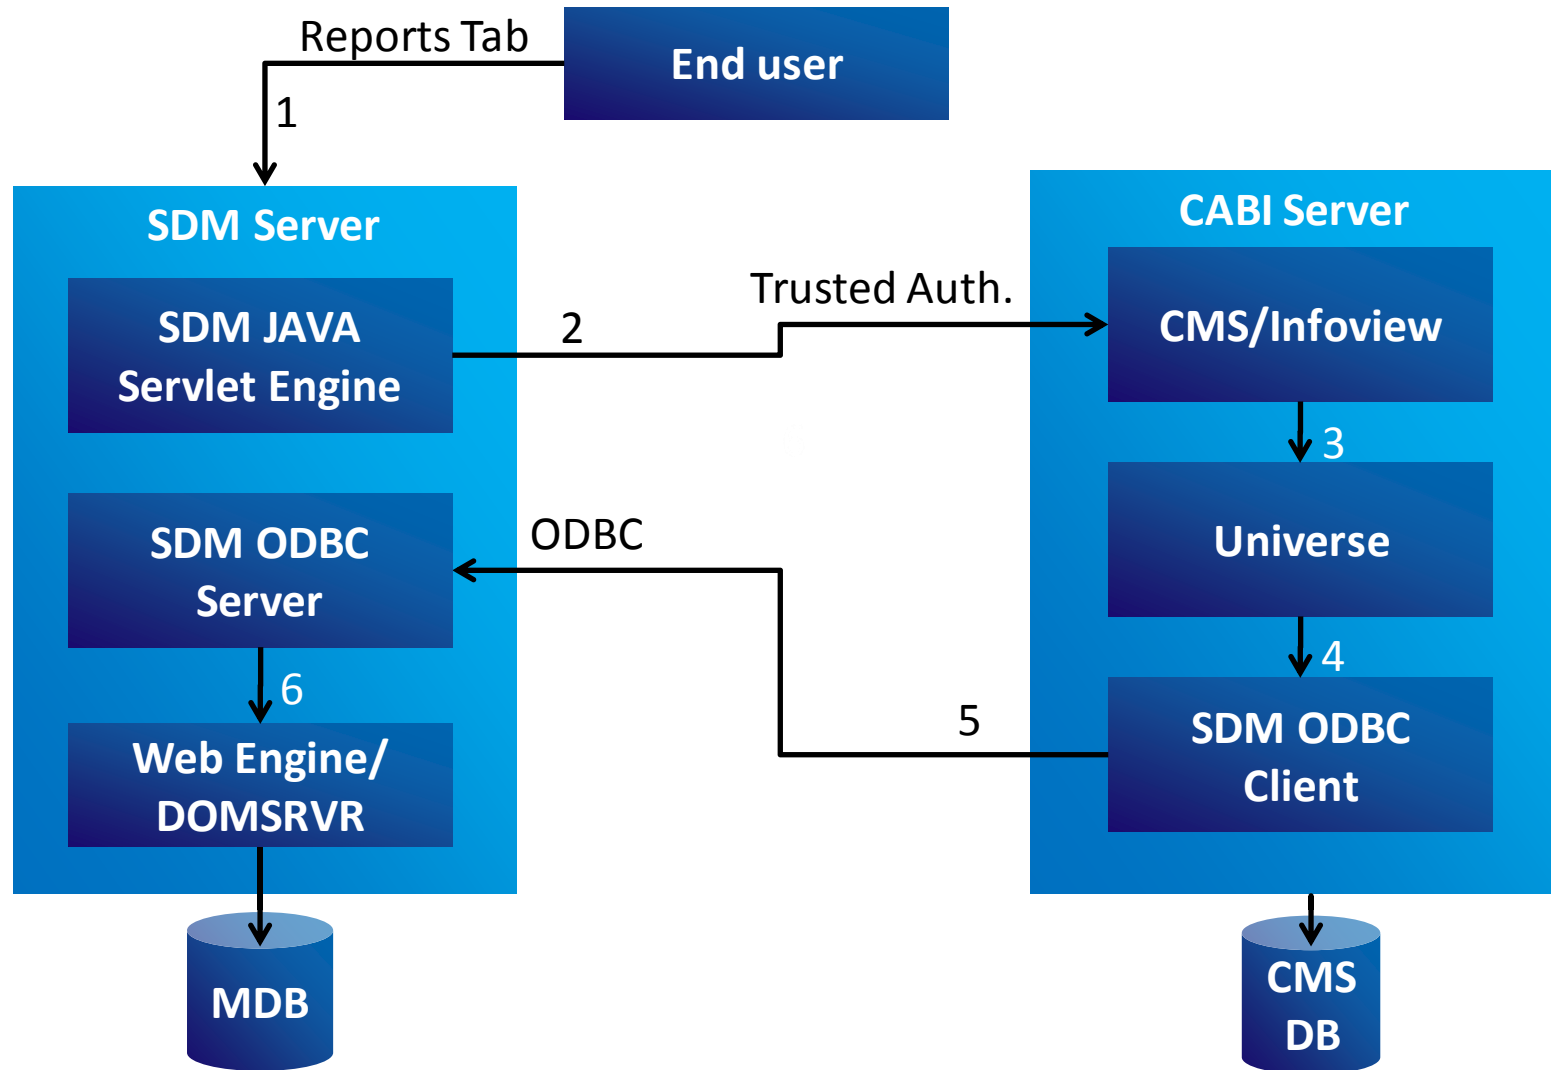 Reports Tab
End user
1
SDM Server
CABI Server
SDM JAVA
Servlet Engine
2
Trusted Auth.
CMS/Infoview
3
SDM ODBC
Server
ODBC
Universe
4
6
5
SDM ODBC
Client
Web Engine/
DOMSRVR
MDB
CMS
DB